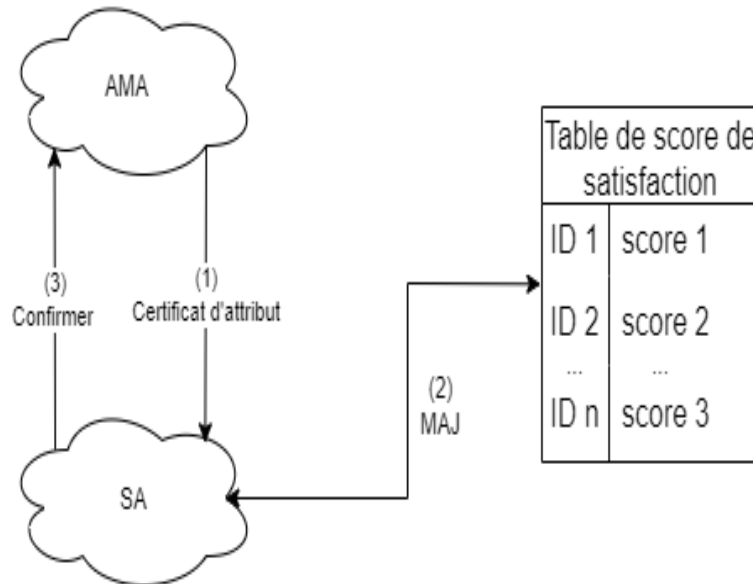 AMA
Table de score de
satisfaction
ID 1 score 1
ID 2 score 2
... ...
ID n score 3
(3)
Confirmer
(1)
Certificat d'attribut
(2)
MAJ
SA